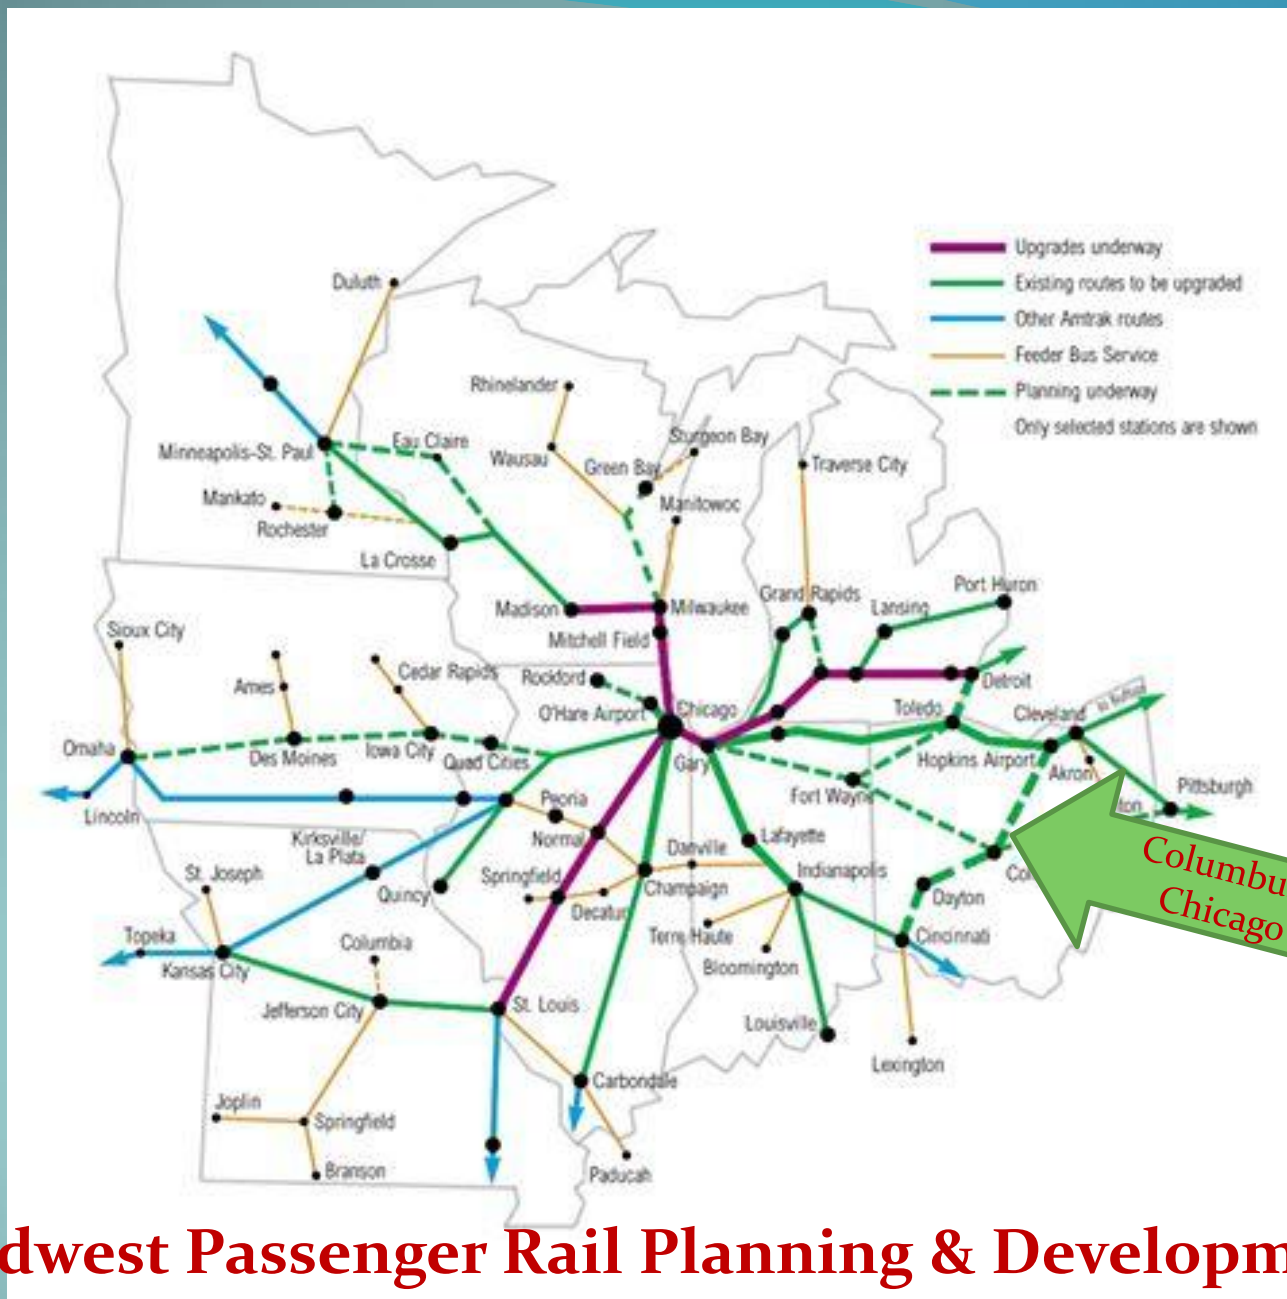 Upgrades underway
Existing routes to be upgraded
Other Amtrak routes
Feeder Bus Service
Planning underway
Only selected stations are shown
Duluth
Rhinelander
Sturgeon Bay
Eau Claire
Minneapolis-St. Paul
Wausau
Green Bay
Traverse City
Mankato
Manitowoc
Rochester
La Crosse
Port Huron
Grand Rapids
Lansing
Madison
Milwaukee
Sioux City
Mitchell Field
Cedar Rapids
Rockford
Detroit
Ames
to Buffalo
O'Hare Airport
Chicago
Toledo
Cleveland
Omaha
Des Moines
Iowa City
Quad Cities
Gary
Hopkins Airport
Akron
Pittsburgh
Fort Wayne
Peoria
ton
Lincoln
Kirksville/
La Plata
Normal
Lafayette
Danville
St. Joseph
Springfield
Indianapolis
Columbu
Chicago
Quincy
Champaign
Col
Decatur
Dayton
Topeka
Columbia
Terre Haute
Cincinnati
Kansas City
Bloomington
Jefferson City
St. Louis
Louisville
Lexington
Carbondale
Joplin
Springfield
Branson
Paducah
dwest Passenger Rail Planning & Developm